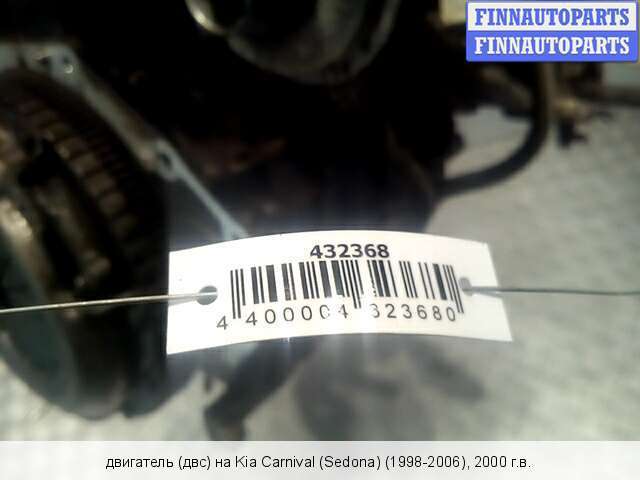 FINNAUTOPARTS
FINNAUTOPARTS
432368
4 400004 323680
двигатель (двс) на Kia Carnival (Sedona) (1998-2006), 2000 г.в.